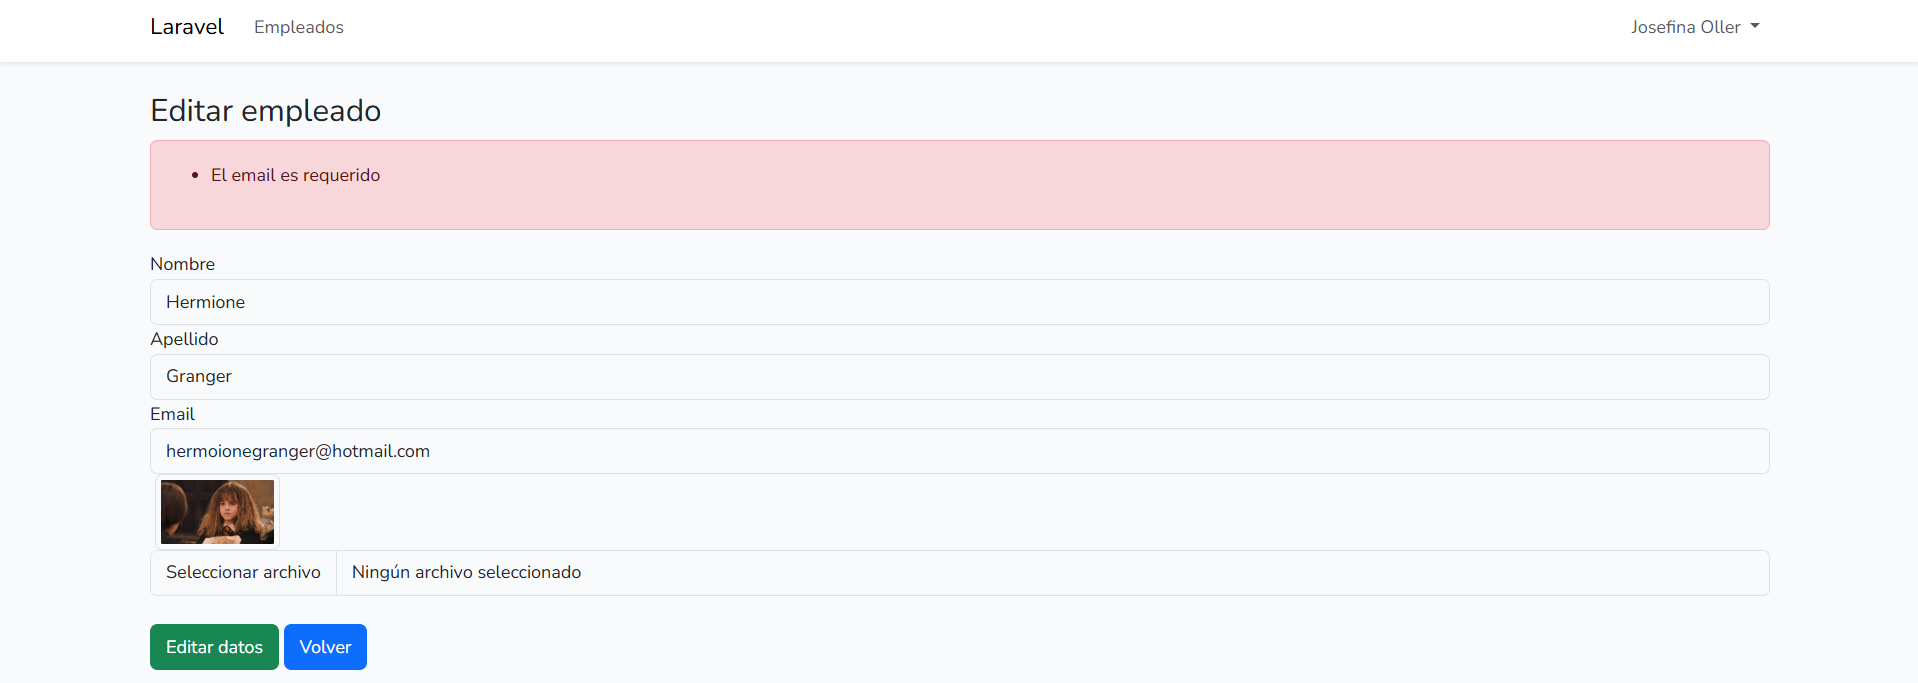 Laravel Empleados Josefina Oller
Editar empleado
El email es requerido
Nombre
Hermione
Apellido
Granger
Email
hermoionegranger@hotmail.com
Seleccionar archivo Ningún archivo seleccionado
Editar datos Volver